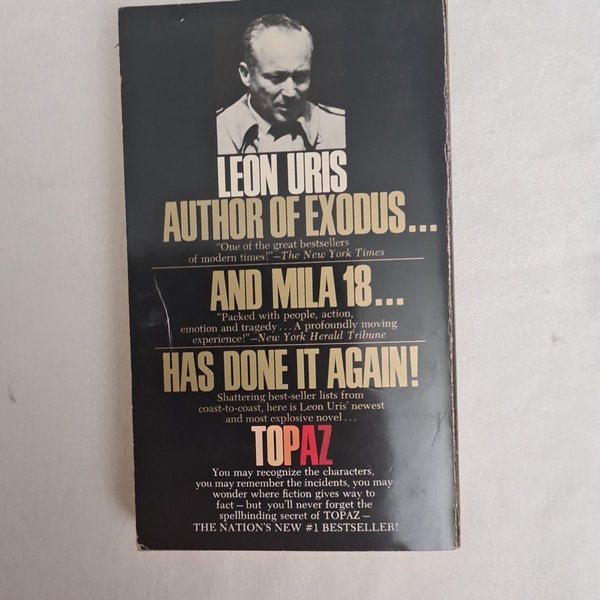 LEON URIS
AUTHOR OF EXODUS...
"One of the great bestsellers
of modern times!"—The New York Times
AND MILA 18...
"Packed with people, action,
emotion and tragedy...A profoundly moving
experience!"—New York Herald Tribune
HAS DONE IT AGAIN!
Shattering best-seller lists from
coast-to-coast, here is Leon Uris' newest
and most explosive novel...
TOPAZ
You may recognize the characters,
you may remember the incidents, you may
wonder where fiction gives way to
fact—but you'll never forget the
spellbinding secret of TOPAZ—
THE NATION'S NEW #1 BESTSELLER!